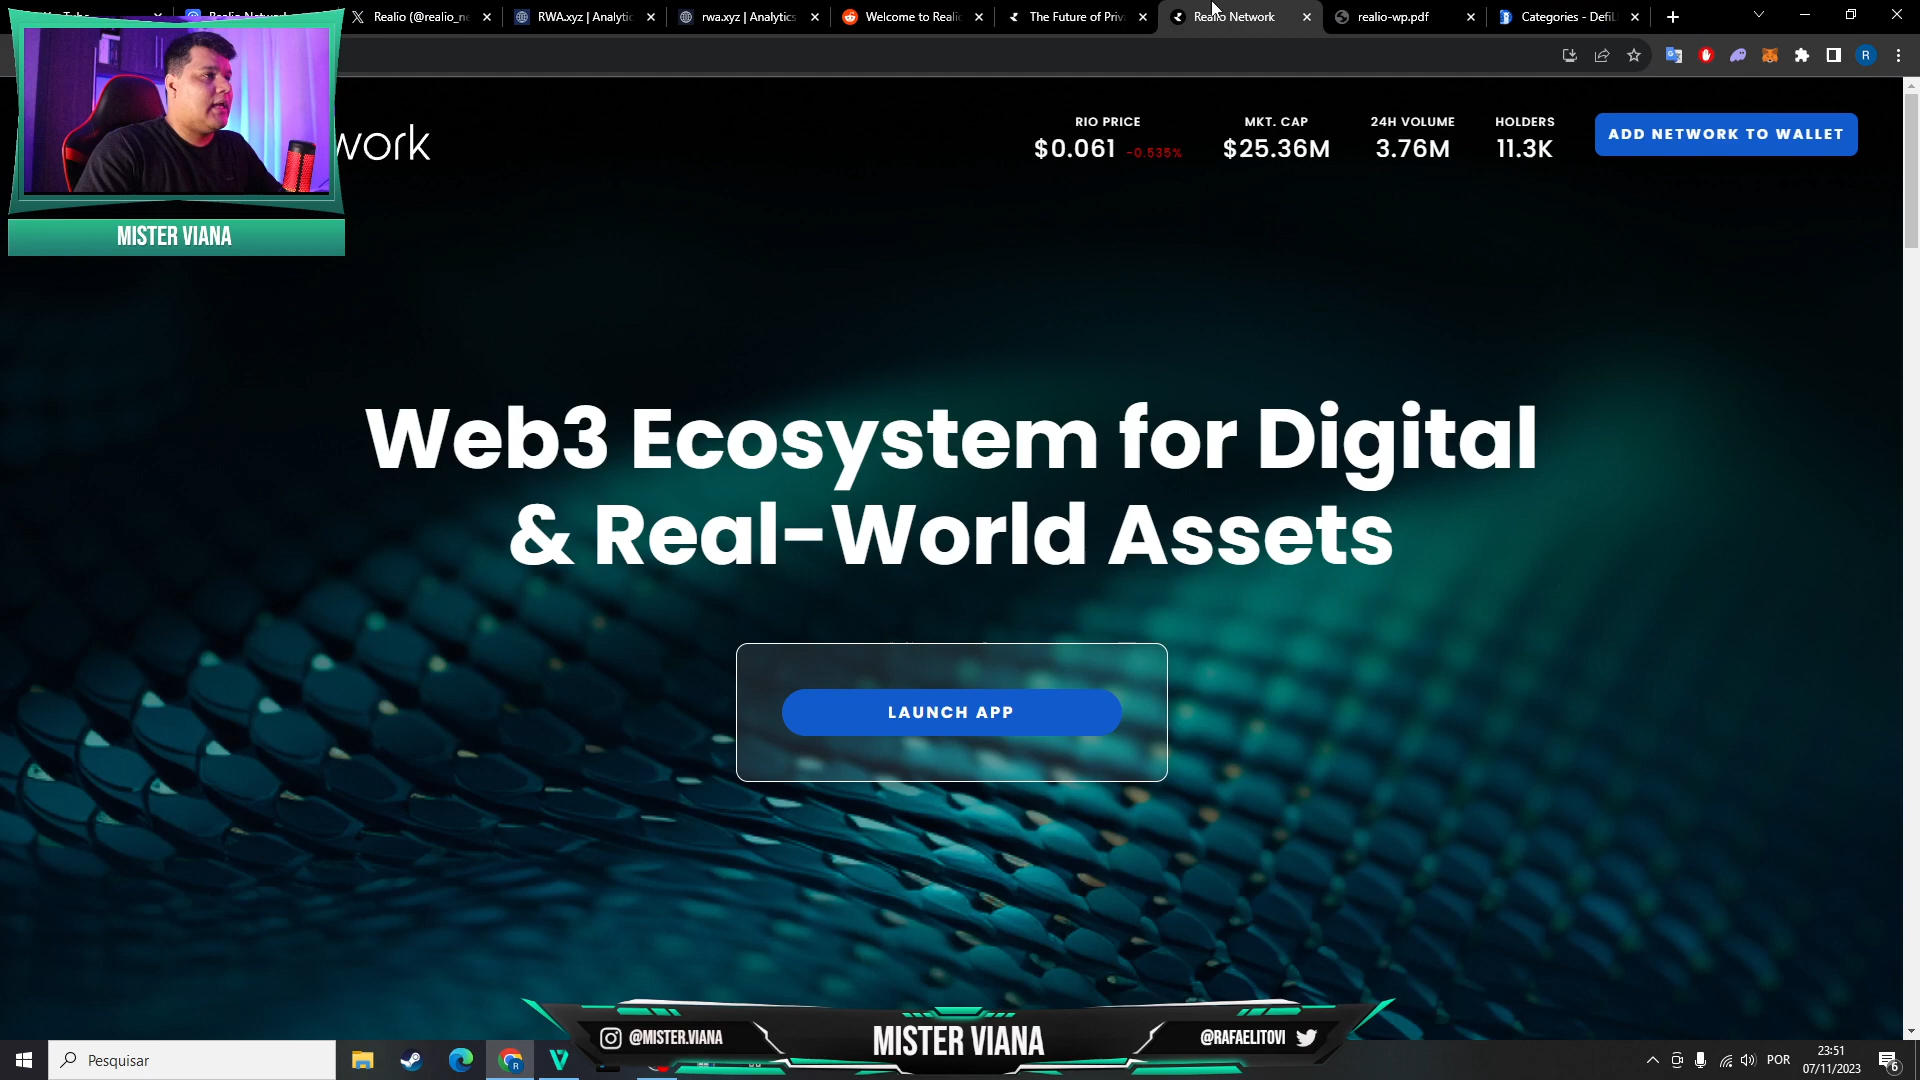 Realio (@realio_ne
RWA.xyz | Analytic
rwa.xyz | Analytics
Welcome to Realio
The Future of Priv
Realio Network
realio-wp.pdf
Categories - DefiL
R
MISTER VIANA
work
RIO PRICE
$0.061 -0.535%
MKT. CAP
$25.36M
24H VOLUME
3.76M
HOLDERS
11.3K
ADD NETWORK TO WALLET
Web3 Ecosystem for Digital
& Real-World Assets
LAUNCH APP
@MISTER.VIANA
MISTER VIANA
@RAFAELITOVI
Pesquisar
POR
23:51
07/11/2023
6